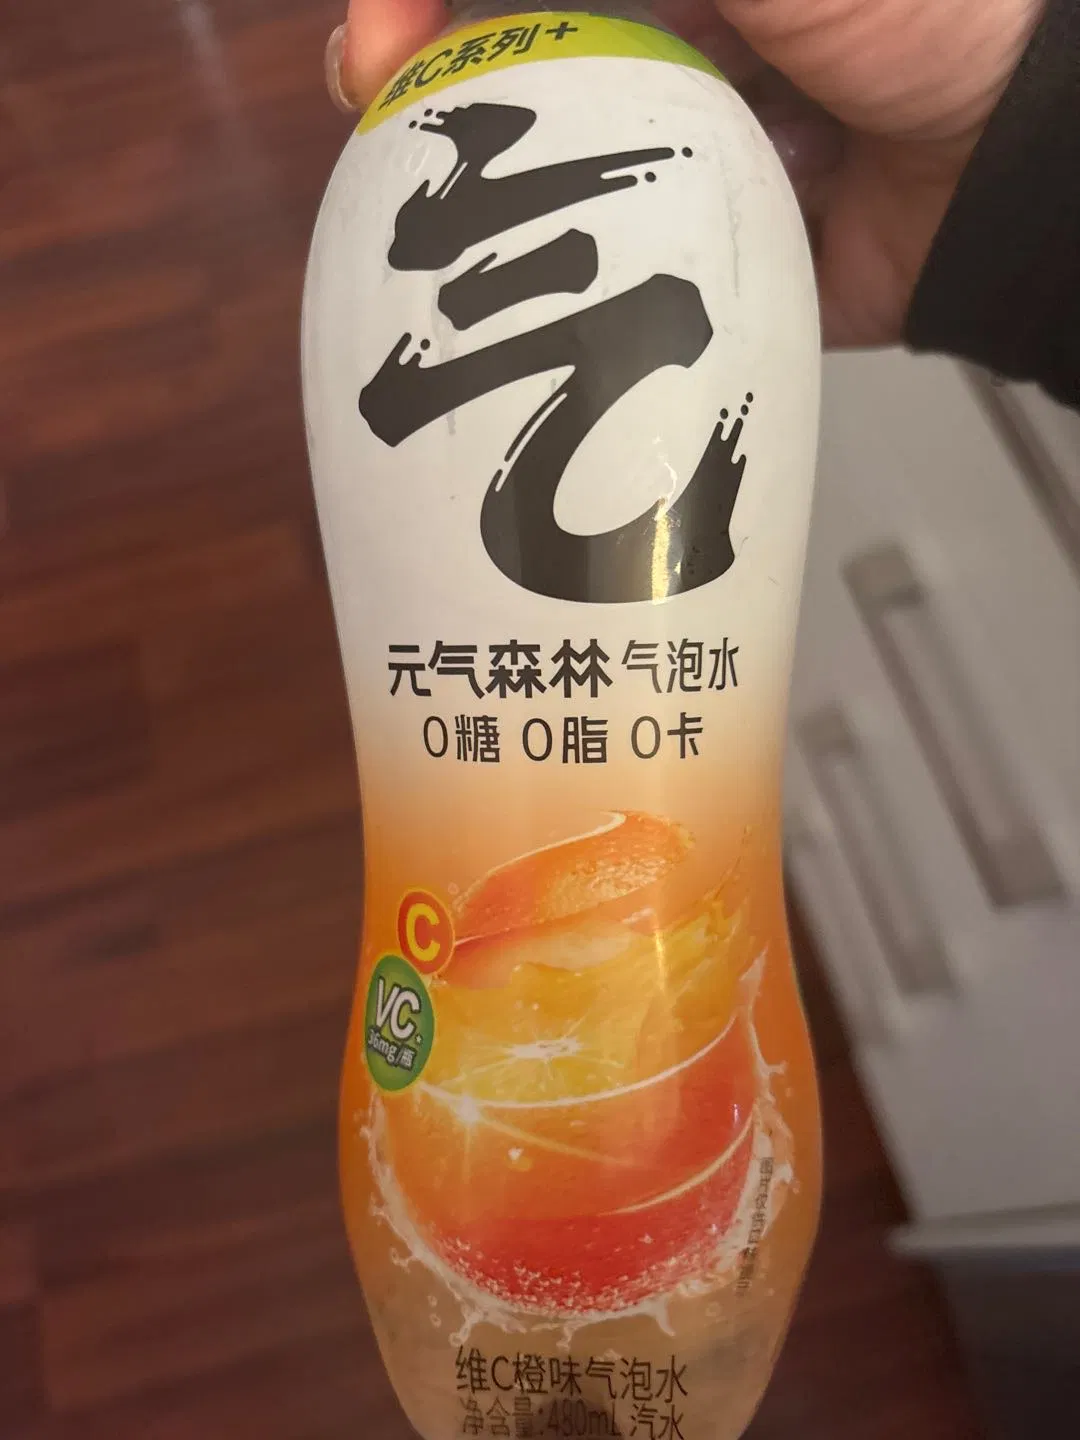 维C系列+
气
元气森林 气泡水
0糖 0脂 0卡
C
VC
36mg/瓶
维C橙味气泡水
净含量:480mL 汽水